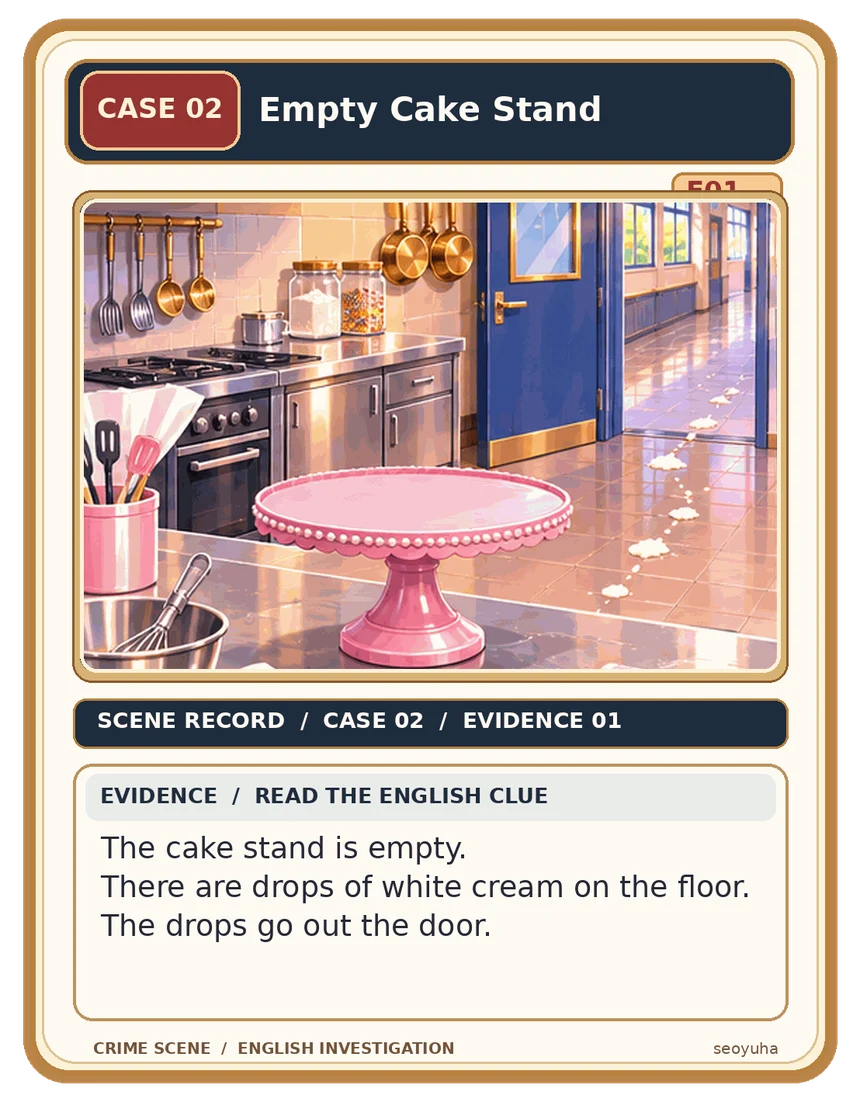 CASE 02
Empty Cake Stand
E01
SCENE RECORD / CASE 02 / EVIDENCE 01
EVIDENCE / READ THE ENGLISH CLUE
The cake stand is empty.
There are drops of white cream on the floor.
The drops go out the door.
CRIME SCENE / ENGLISH INVESTIGATION
seoyuha